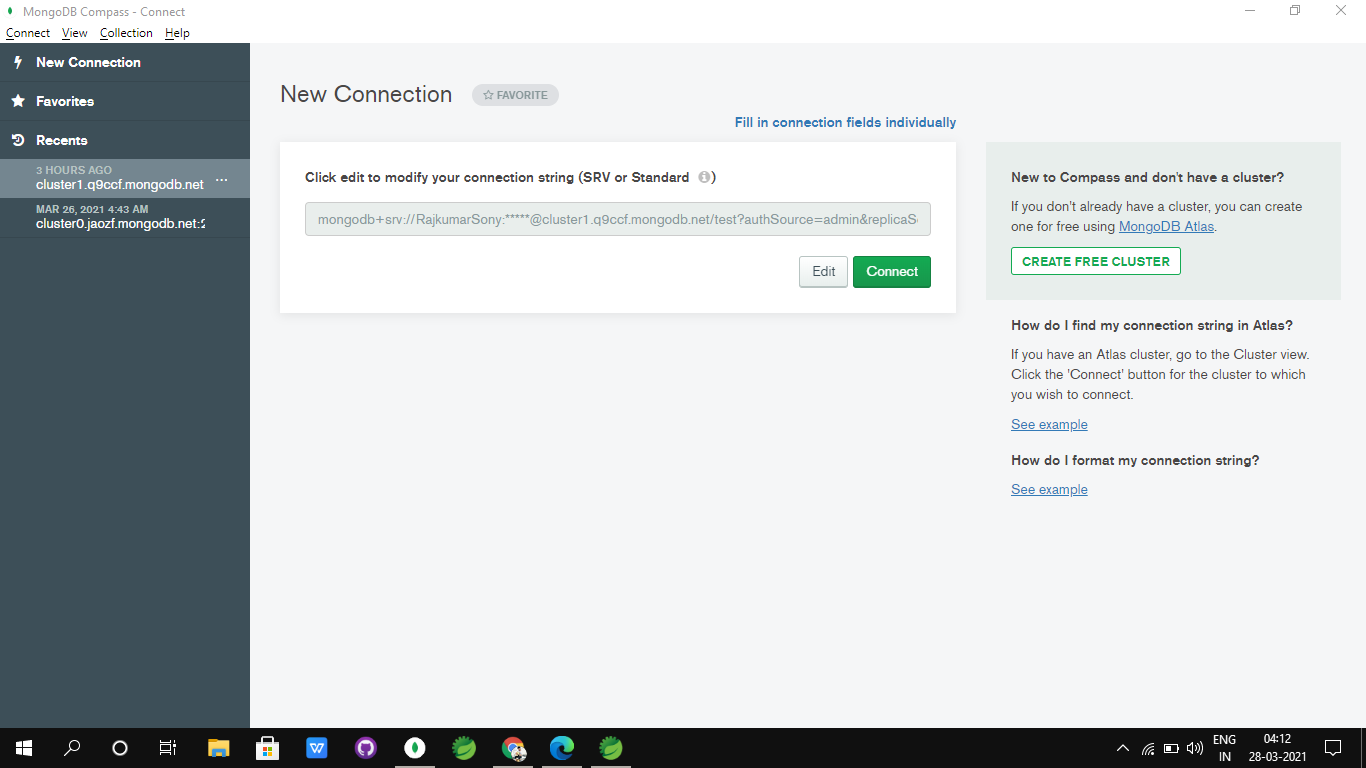 MongoDB Compass - Connect
Connect View Collection Help
New Connection
Favorites
Recents
3 HOURS AGO
cluster1.q9ccf.mongodb.net ...
MAR 26, 2021 4:43 AM
cluster0.jaozf.mongodb.net:2
New Connection FAVORITE
Fill in connection fields individually
Click edit to modify your connection string (SRV or Standard i)
mongodb+srv://RajkumarSony:*****@cluster1.q9ccf.mongodb.net/test?authSource=admin&replicaS
Edit Connect
New to Compass and don't have a cluster?
If you don't already have a cluster, you can create
one for free using MongoDB Atlas.
CREATE FREE CLUSTER
How do I find my connection string in Atlas?
If you have an Atlas cluster, go to the Cluster view.
Click the 'Connect' button for the cluster to which
you wish to connect.
See example
How do I format my connection string?
See example
W
ENG
IN
04:12
28-03-2021